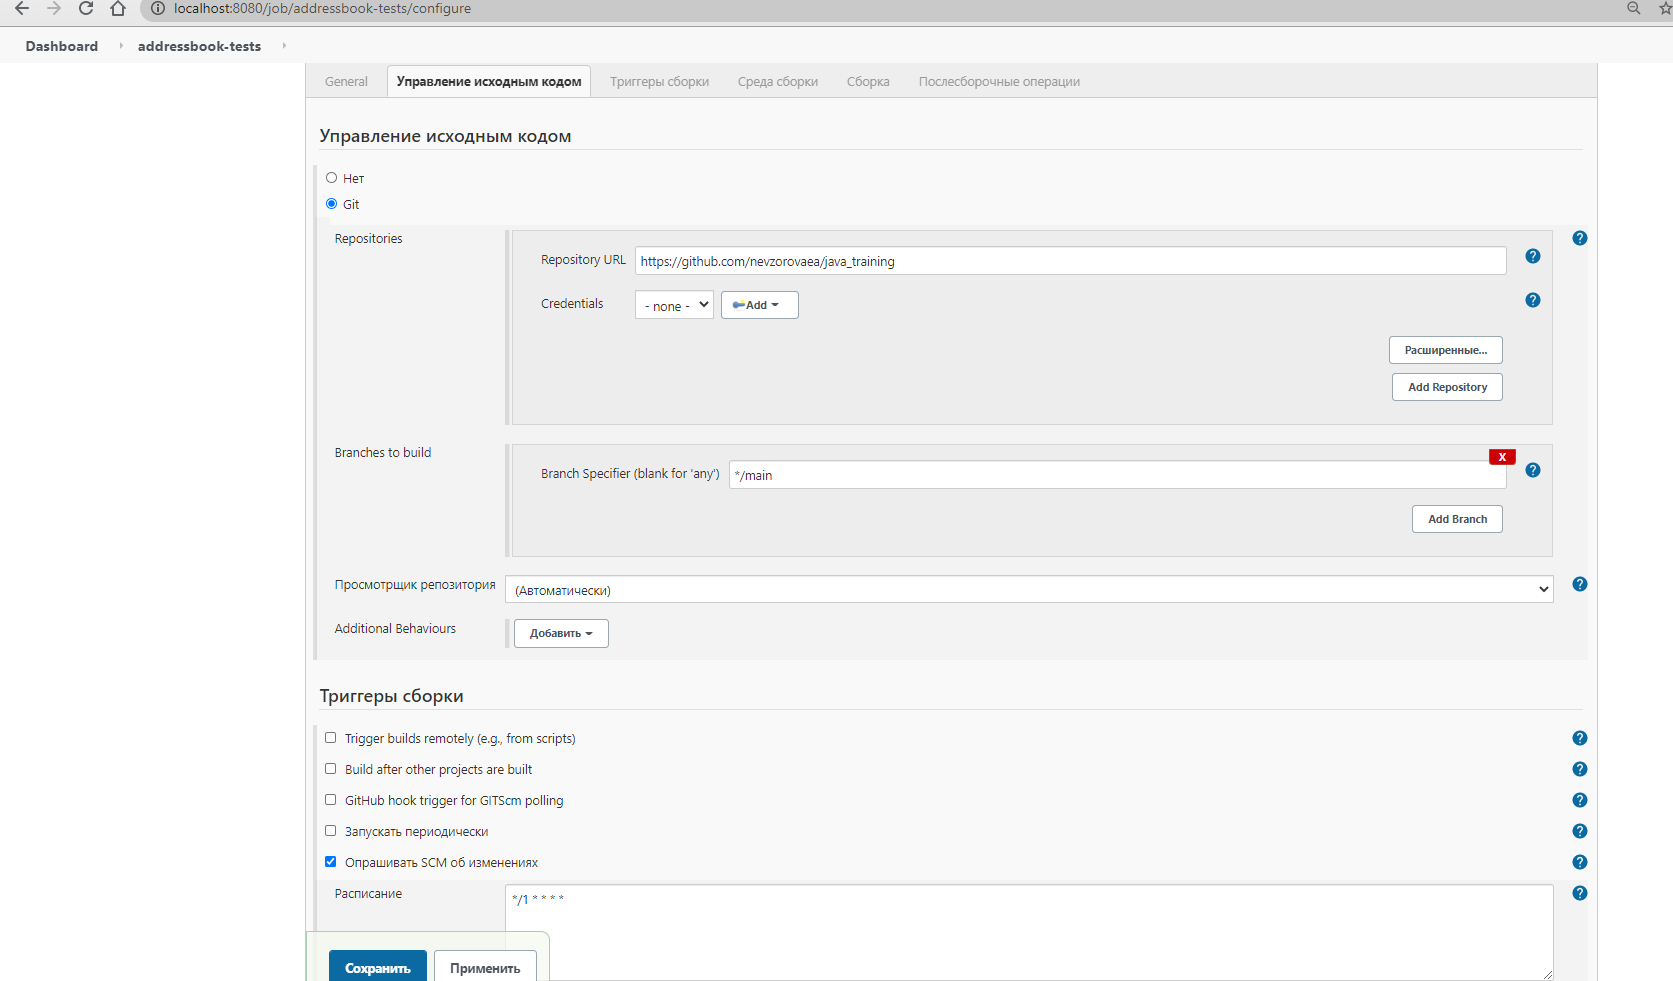 localhost:8080/job/addressbook-tests/configure
Dashboard addressbook-tests
General Управление исходным кодом Триггеры сборки Среда сборки Сборка Послесборочные операции
Управление исходным кодом
Нет
Git
Repositories
Repository URL https://github.com/nevzorovaea/java_training
Credentials - none - Add
Расширенные...
Add Repository
Branches to build
X
Branch Specifier (blank for 'any') */main
Add Branch
Просмотрщик репозитория (Автоматически)
Additional Behaviours Добавить
Триггеры сборки
Trigger builds remotely (e.g., from scripts)
Build after other projects are built
GitHub hook trigger for GITScm polling
Запускать периодически
Опрашивать SCM об изменениях
Расписание */1 * * * *
Сохранить Применить